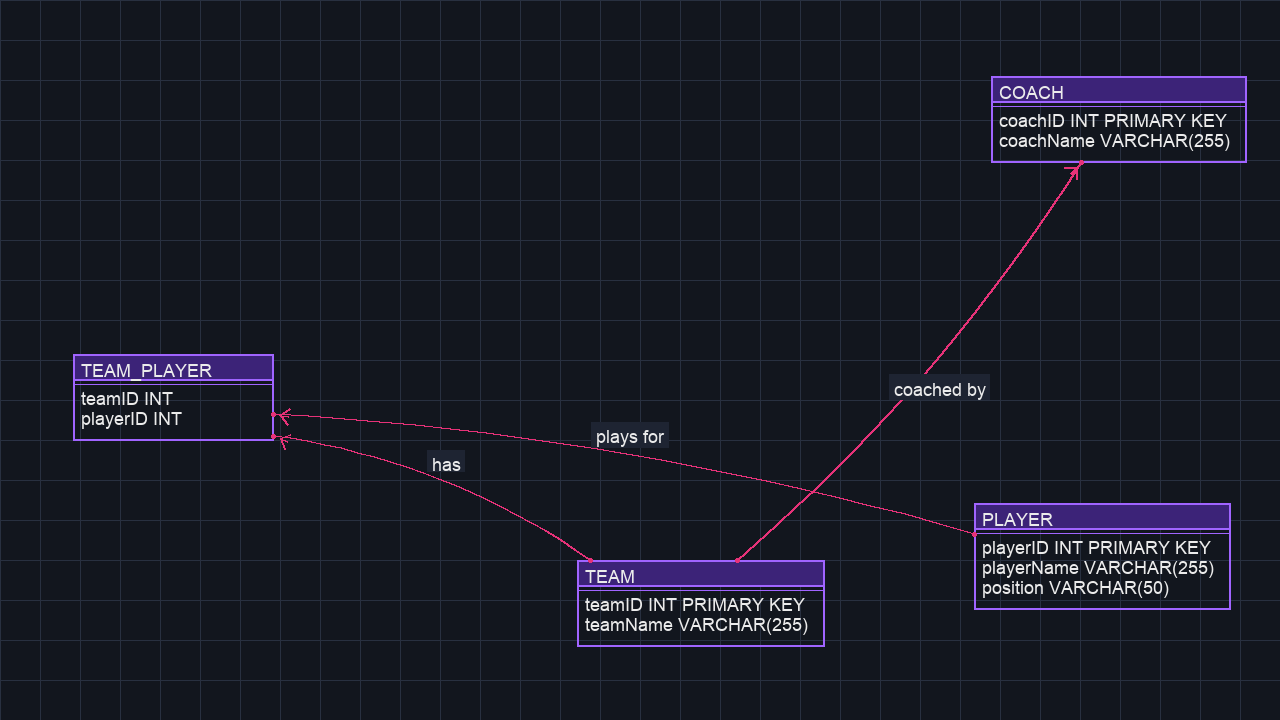 COACH
coachID INT PRIMARY KEY
coachName VARCHAR(255)
TEAM_PLAYER
teamID INT
playerID INT
coached by
plays for
has
PLAYER
playerID INT PRIMARY KEY
playerName VARCHAR(255)
position VARCHAR(50)
TEAM
teamID INT PRIMARY KEY
teamName VARCHAR(255)